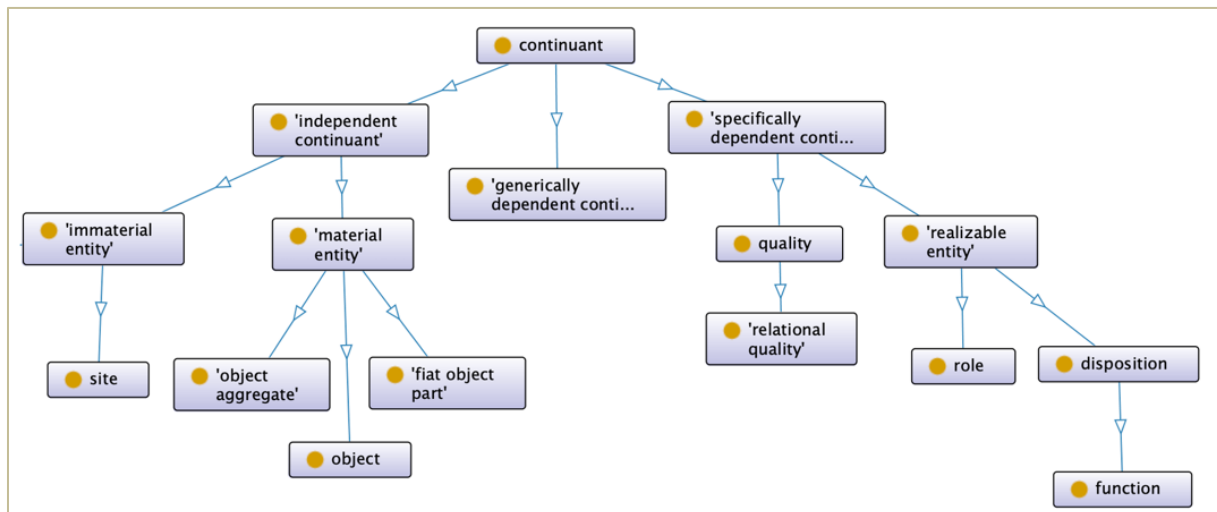 continuant
'independent
continuant'
'specifically
dependent conti...
'generically
dependent conti...
'immaterial
entity'
'material
entity'
quality
'realizable
entity'
'relational
quality'
site
'object
aggregate'
'fiat object
part'
role
disposition
object
function